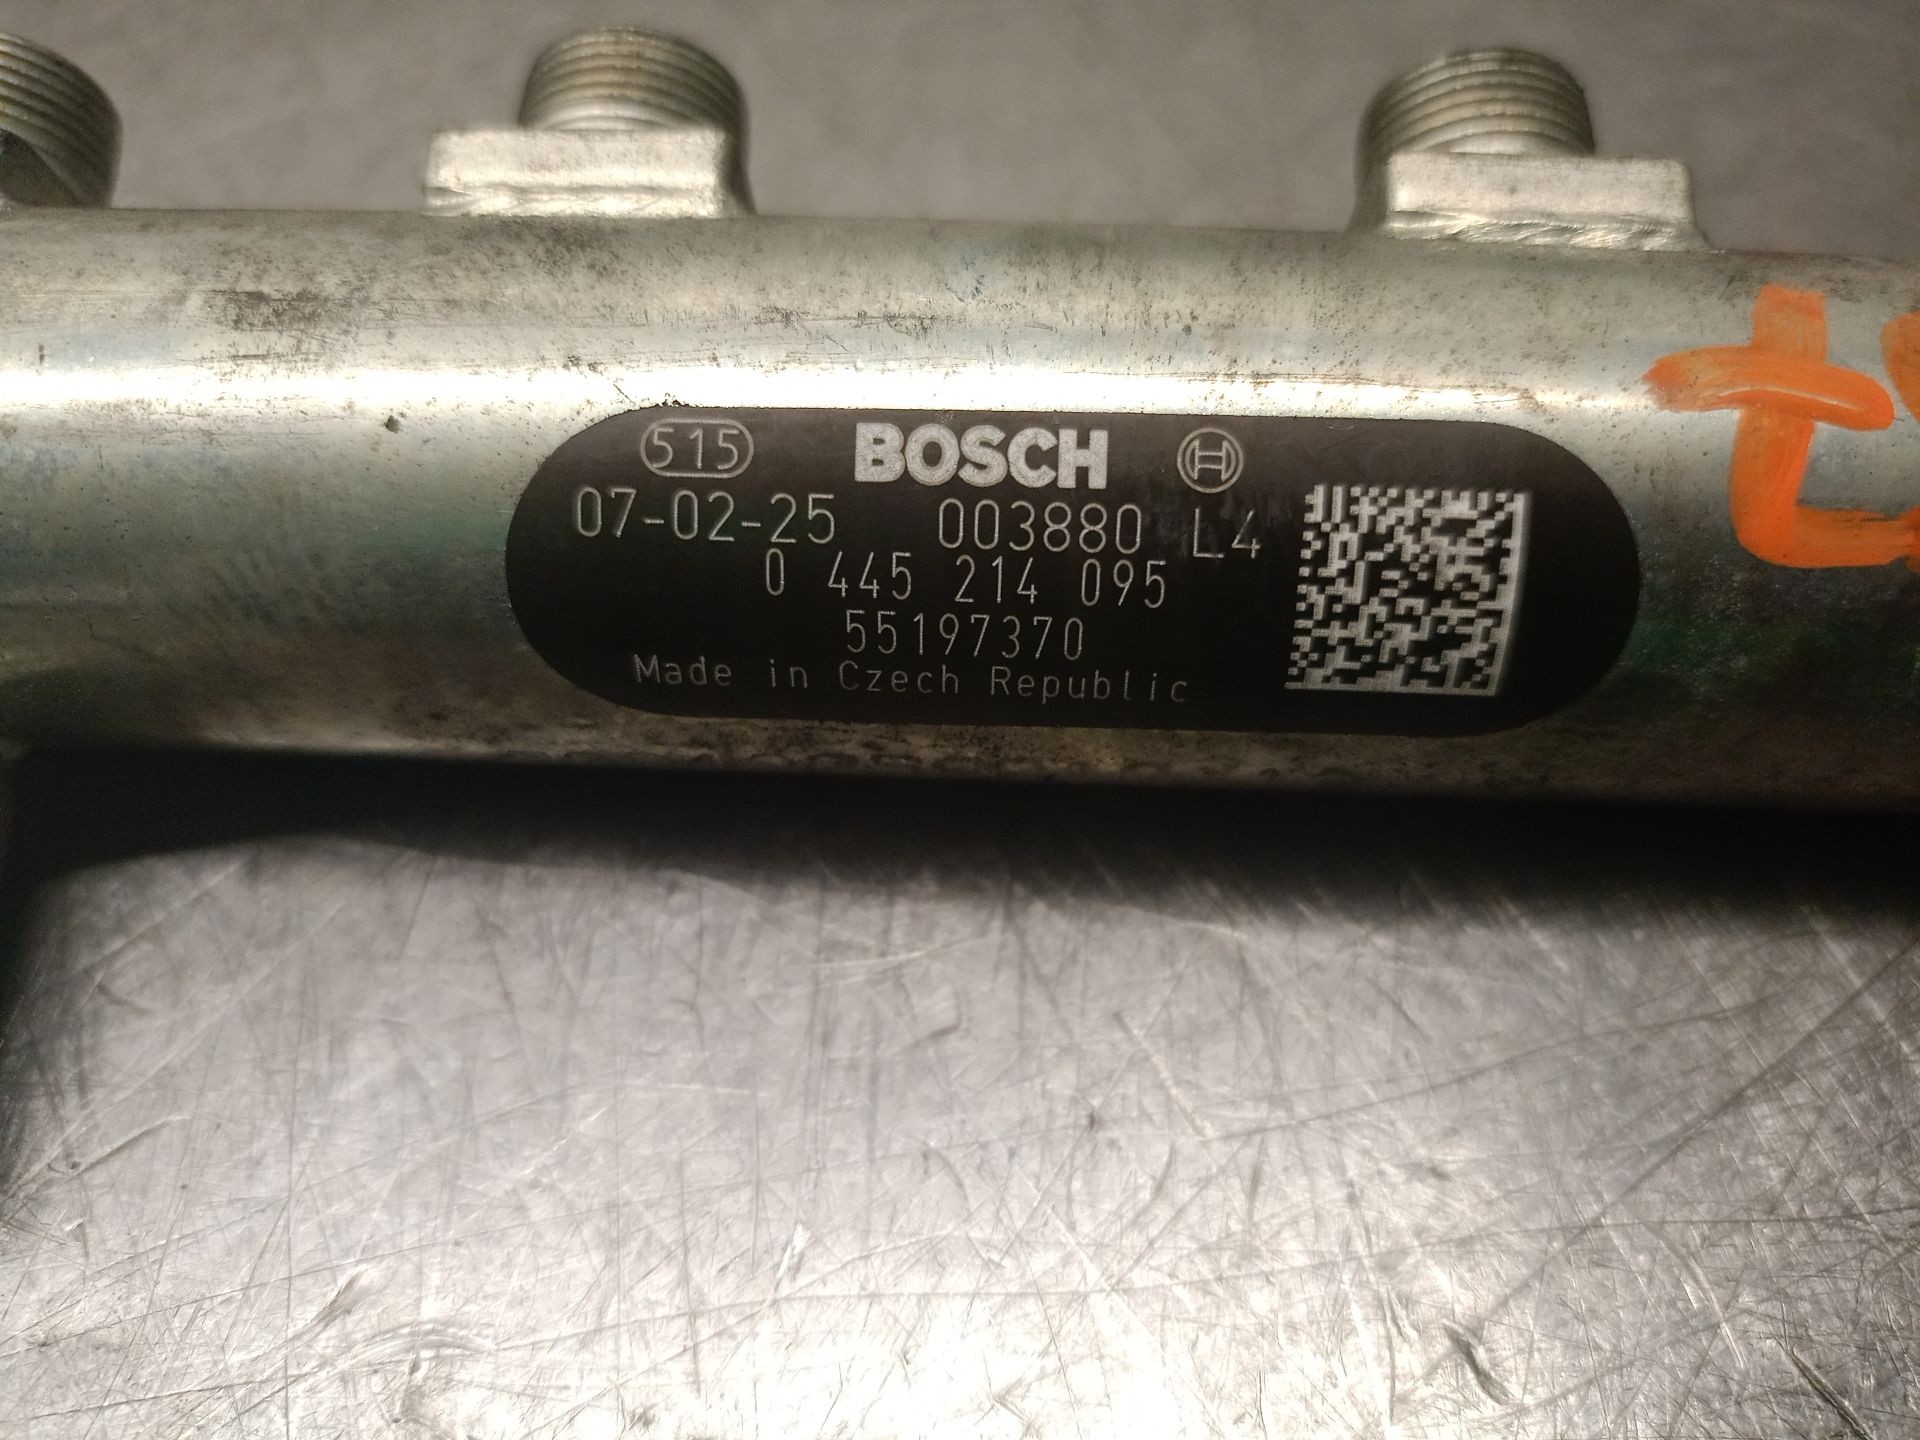 515 BOSCH
07-02-25 003880 L4
0 445 214 095
55197370
Made in Czech Republic